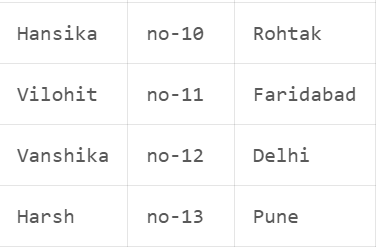 Hansika no-10 Rohtak
Vilohit no-11 Faridabad
Vanshika no-12 Delhi
Harsh no-13 Pune